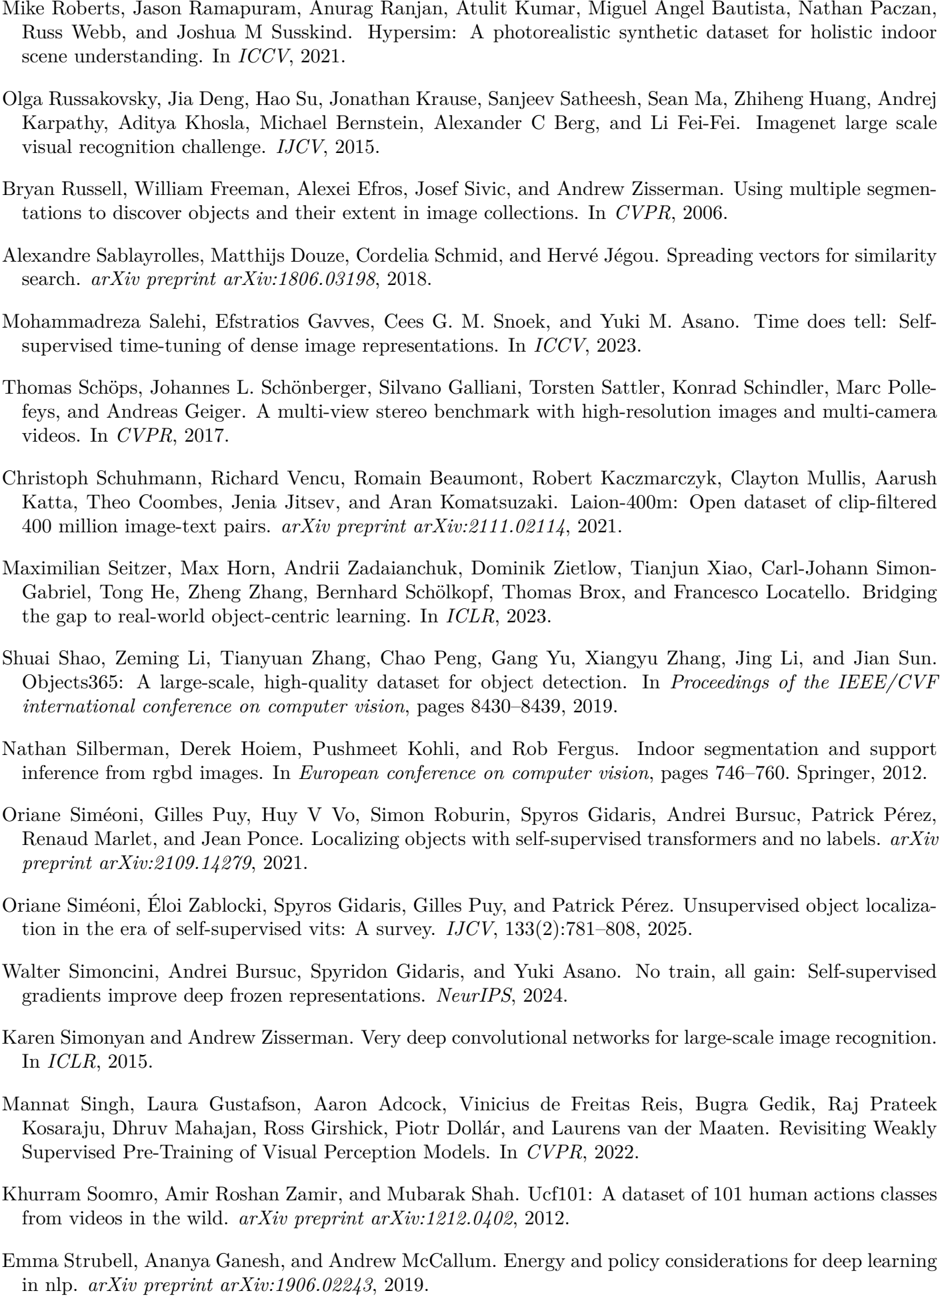 Mike Roberts, Jason Ramapuram, Anurag Ranjan, Atulit Kumar, Miguel Angel Bautista, Nathan Paczan,
Russ Webb, and Joshua M Susskind. Hypersim: A photorealistic synthetic dataset for holistic indoor
scene understanding. In ICCV, 2021.
Olga Russakovsky, Jia Deng, Hao Su, Jonathan Krause, Sanjeev Satheesh, Sean Ma, Zhiheng Huang, Andrej
Karpathy, Aditya Khosla, Michael Bernstein, Alexander C Berg, and Li Fei-Fei. Imagenet large scale
visual recognition challenge. IJCV, 2015.
Bryan Russell, William Freeman, Alexei Efros, Josef Sivic, and Andrew Zisserman. Using multiple segmen-
tations to discover objects and their extent in image collections. In CVPR, 2006.
Alexandre Sablayrolles, Matthijs Douze, Cordelia Schmid, and Hervé Jégou. Spreading vectors for similarity
search. arXiv preprint arXiv:1806.03198, 2018.
Mohammadreza Salehi, Efstratios Gavves, Cees G. M. Snoek, and Yuki M. Asano. Time does tell: Self-
supervised time-tuning of dense image representations. In ICCV, 2023.
Thomas Schöps, Johannes L. Schönberger, Silvano Galliani, Torsten Sattler, Konrad Schindler, Marc Polle-
feys, and Andreas Geiger. A multi-view stereo benchmark with high-resolution images and multi-camera
videos. In CVPR, 2017.
Christoph Schuhmann, Richard Vencu, Romain Beaumont, Robert Kaczmarczyk, Clayton Mullis, Aarush
Katta, Theo Coombes, Jenia Jitsev, and Aran Komatsuzaki. Laion-400m: Open dataset of clip-filtered
400 million image-text pairs. arXiv preprint arXiv:2111.02114, 2021.
Maximilian Seitzer, Max Horn, Andrii Zadaianchuk, Dominik Zietlow, Tianjun Xiao, Carl-Johann Simon-
Gabriel, Tong He, Zheng Zhang, Bernhard Schölkopf, Thomas Brox, and Francesco Locatello. Bridging
the gap to real-world object-centric learning. In ICLR, 2023.
Shuai Shao, Zeming Li, Tianyuan Zhang, Chao Peng, Gang Yu, Xiangyu Zhang, Jing Li, and Jian Sun.
Objects365: A large-scale, high-quality dataset for object detection. In Proceedings of the IEEE/CVF
international conference on computer vision, pages 8430–8439, 2019.
Nathan Silberman, Derek Hoiem, Pushmeet Kohli, and Rob Fergus. Indoor segmentation and support
inference from rgbd images. In European conference on computer vision, pages 746–760. Springer, 2012.
Oriane Siméoni, Gilles Puy, Huy V Vo, Simon Roburin, Spyros Gidaris, Andrei Bursuc, Patrick Pérez,
Renaud Marlet, and Jean Ponce. Localizing objects with self-supervised transformers and no labels. arXiv
preprint arXiv:2109.14279, 2021.
Oriane Siméoni, Éloi Zablocki, Spyros Gidaris, Gilles Puy, and Patrick Pérez. Unsupervised object localiza-
tion in the era of self-supervised vits: A survey. IJCV, 133(2):781–808, 2025.
Walter Simoncini, Andrei Bursuc, Spyridon Gidaris, and Yuki Asano. No train, all gain: Self-supervised
gradients improve deep frozen representations. NeurIPS, 2024.
Karen Simonyan and Andrew Zisserman. Very deep convolutional networks for large-scale image recognition.
In ICLR, 2015.
Mannat Singh, Laura Gustafson, Aaron Adcock, Vinicius de Freitas Reis, Bugra Gedik, Raj Prateek
Kosaraju, Dhruv Mahajan, Ross Girshick, Piotr Dollár, and Laurens van der Maaten. Revisiting Weakly
Supervised Pre-Training of Visual Perception Models. In CVPR, 2022.
Khurram Soomro, Amir Roshan Zamir, and Mubarak Shah. Ucf101: A dataset of 101 human actions classes
from videos in the wild. arXiv preprint arXiv:1212.0402, 2012.
Emma Strubell, Ananya Ganesh, and Andrew McCallum. Energy and policy considerations for deep learning
in nlp. arXiv preprint arXiv:1906.02243, 2019.